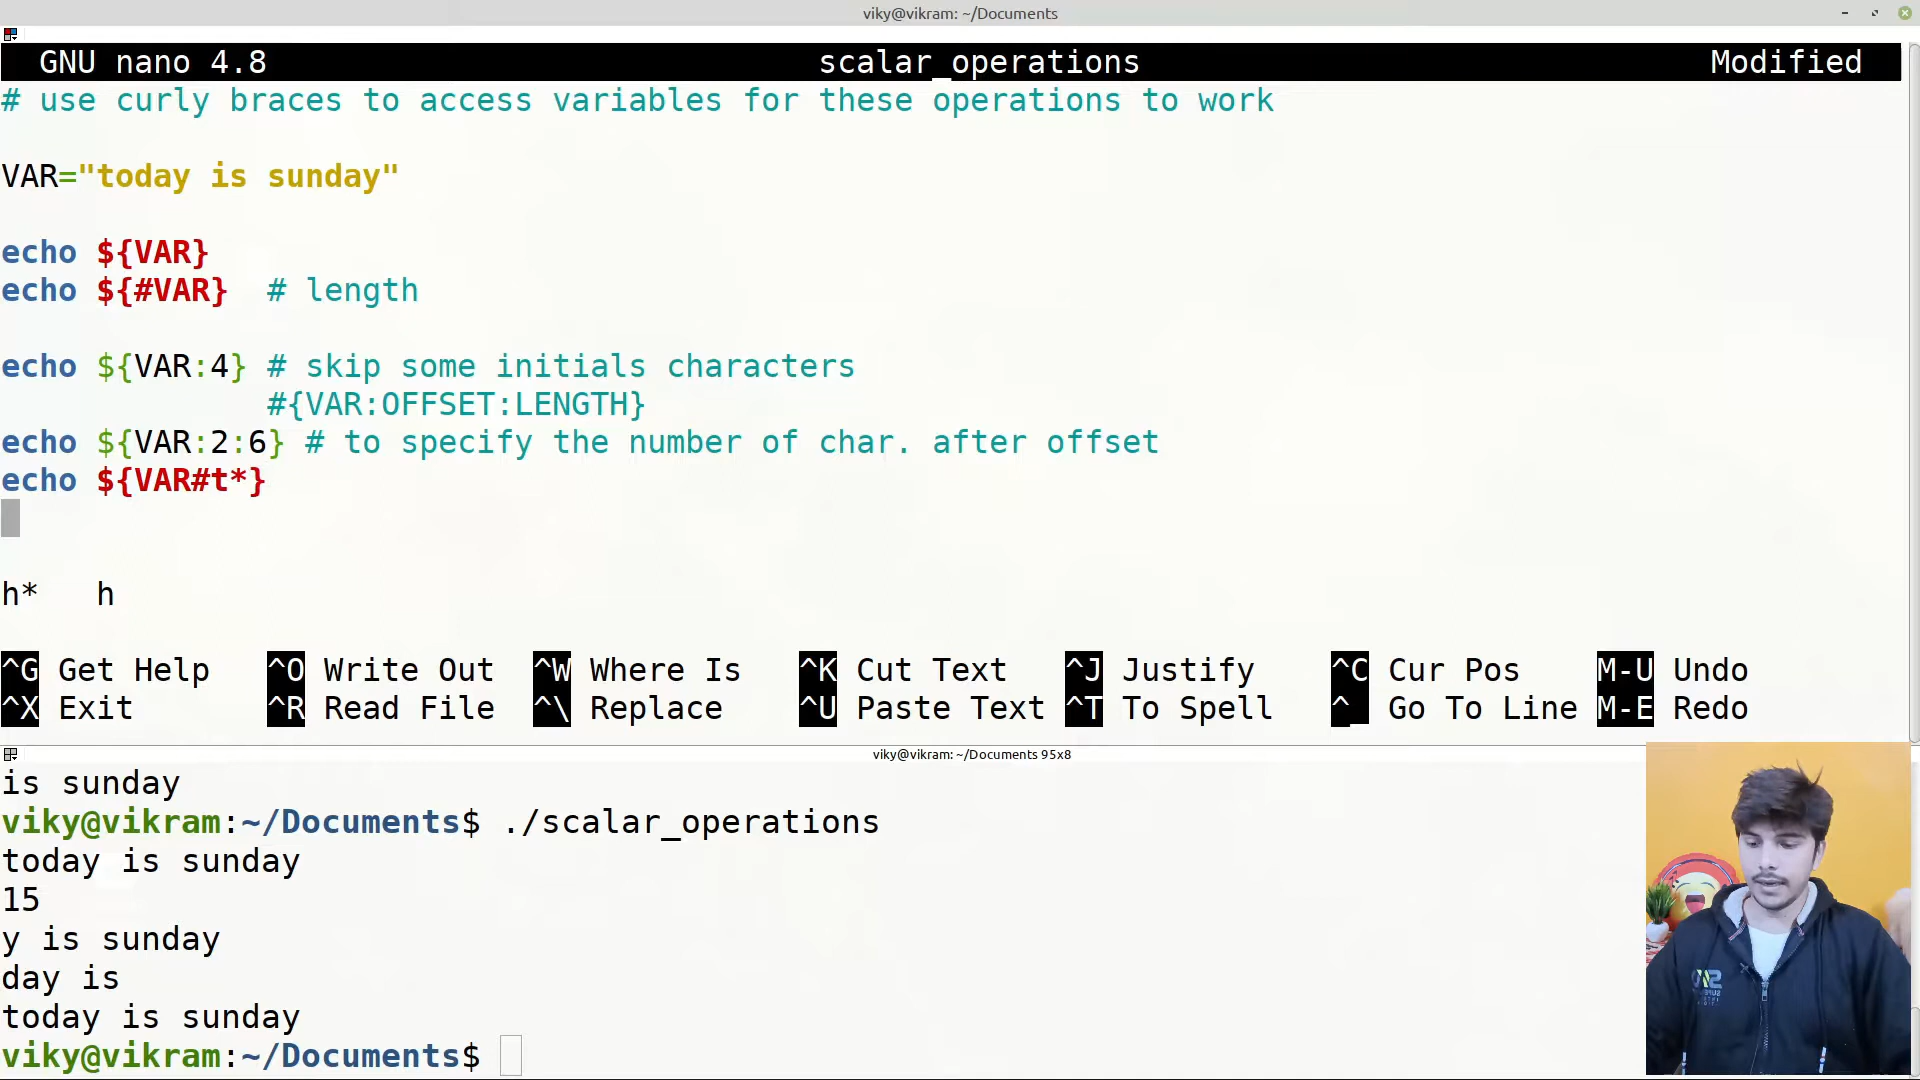 viky@vikram: ~/Documents
GNU nano 4.8 scalar_operations Modified
# use curly braces to access variables for these operations to work
VAR="today is sunday"
echo ${VAR}
echo ${#VAR} # length
echo ${VAR:4} # skip some initials characters
#{VAR:OFFSET:LENGTH}
echo ${VAR:2:6} # to specify the number of char. after offset
echo ${VAR#t*}
h* h
^G Get Help ^O Write Out ^W Where Is ^K Cut Text ^J Justify ^C Cur Pos M-U Undo
^X Exit ^R Read File ^\ Replace ^U Paste Text ^T To Spell ^_ Go To Line M-E Redo
viky@vikram: ~/Documents 95x8
is sunday
viky@vikram:~/Documents$ ./scalar_operations
today is sunday
15
y is sunday
day is
today is sunday
viky@vikram:~/Documents$